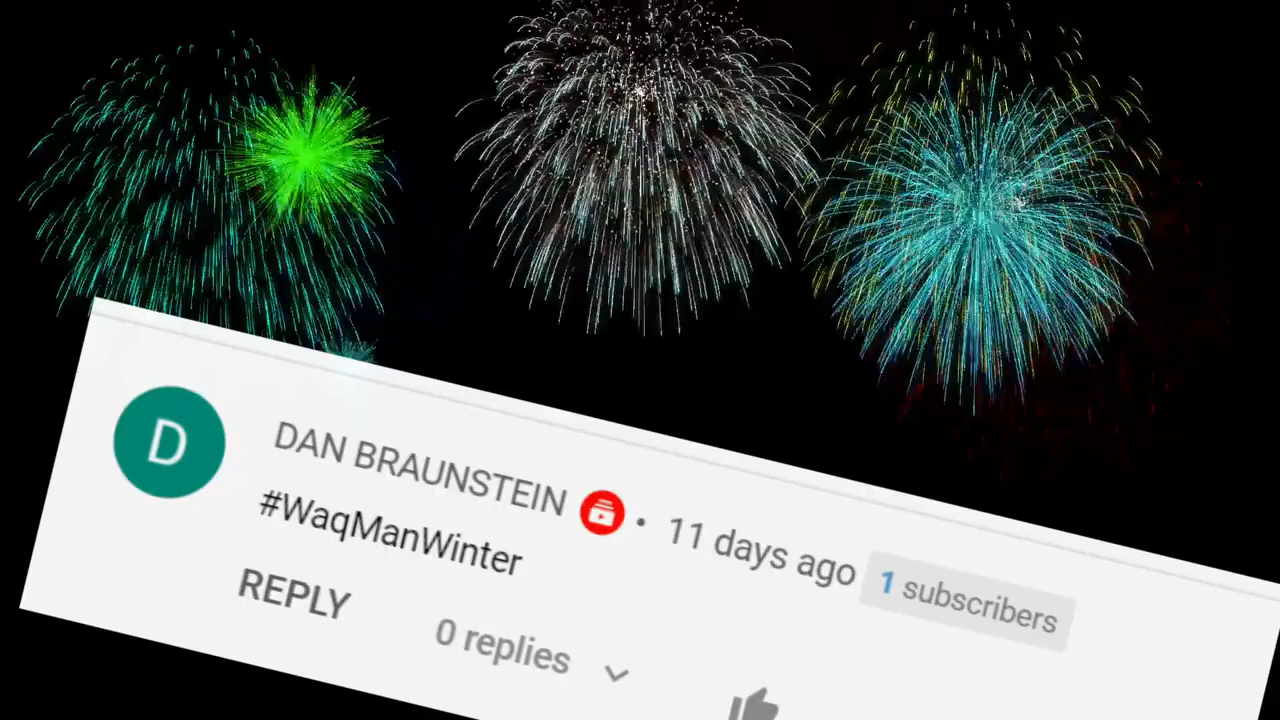 D
DAN BRAUNSTEIN • 11 days ago 1 subscribers
#WaqManWinter
REPLY 0 replies